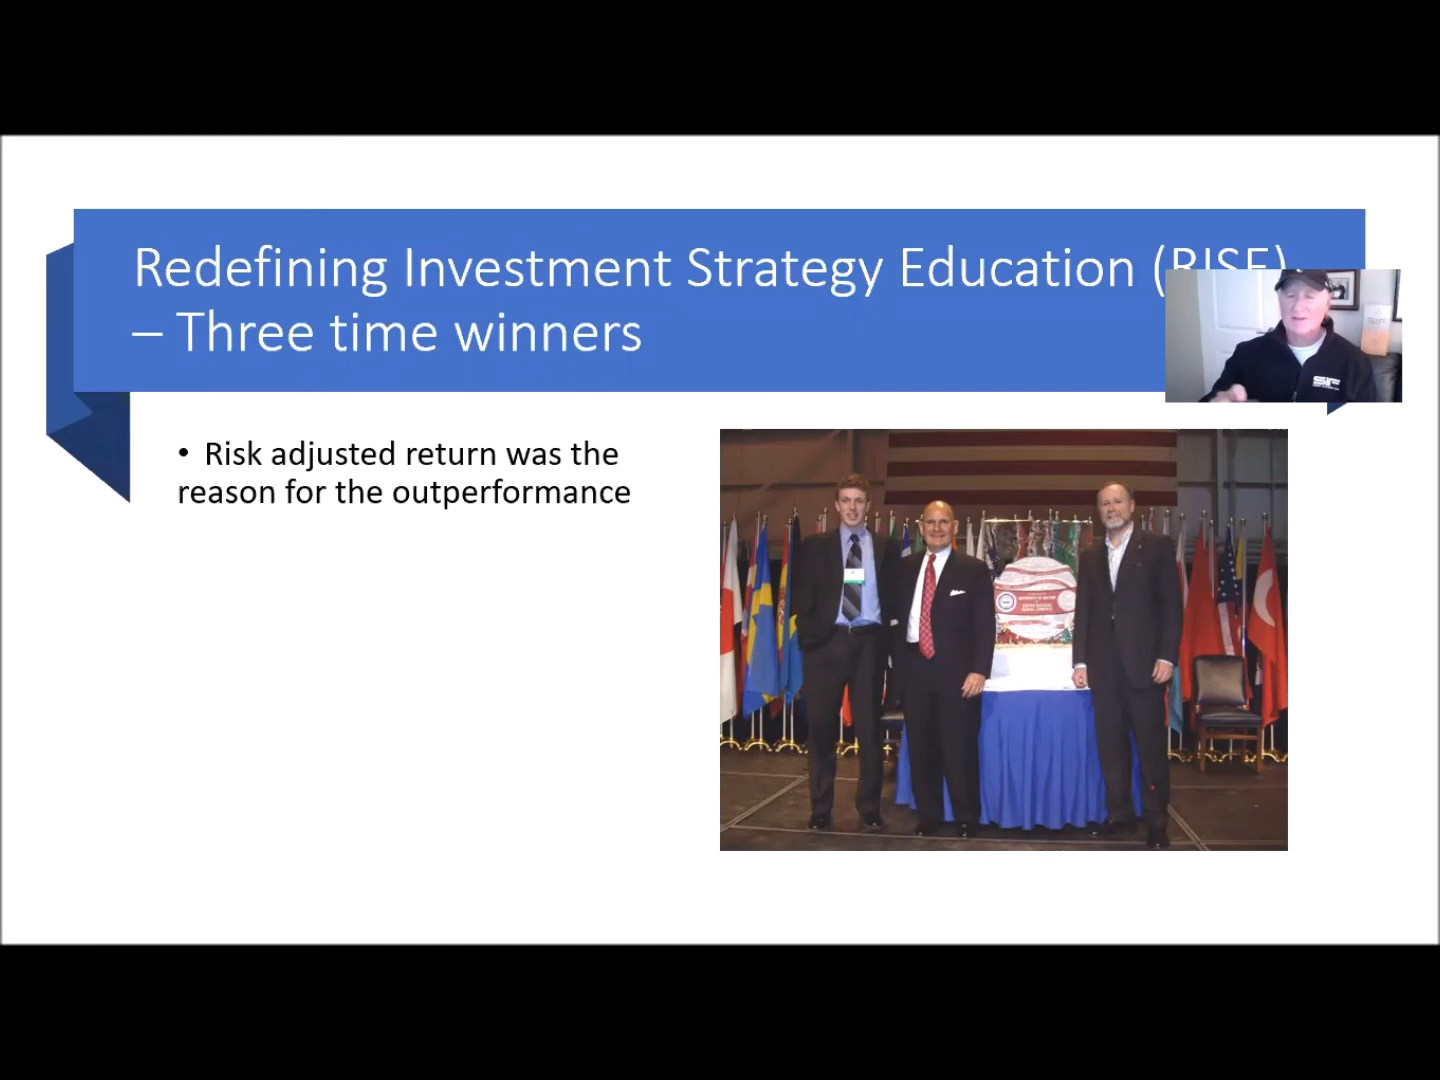 Redefining Investment Strategy Education (RISE)
– Three time winners
• Risk adjusted return was the
reason for the outperformance